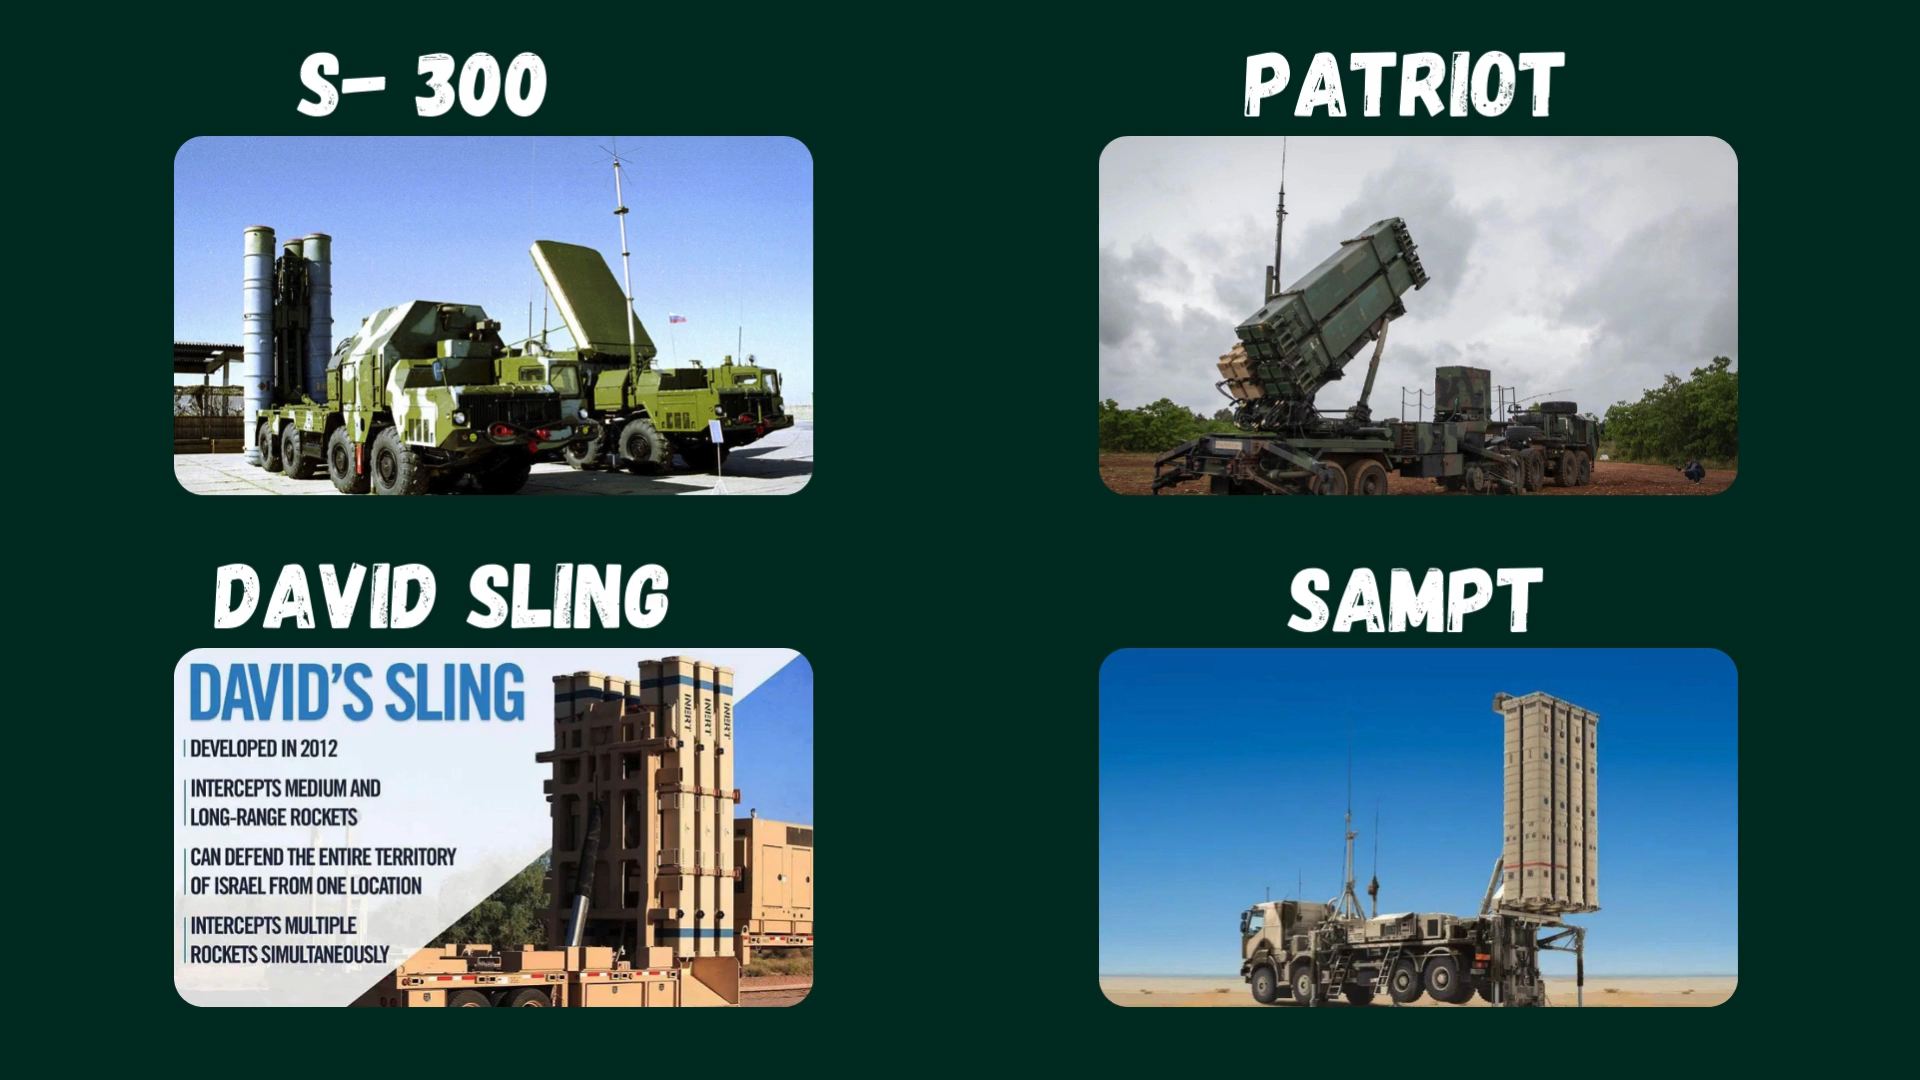 S- 300
PATRIOT
DAVID SLING
SAMPT
DAVID'S SLING
DEVELOPED IN 2012
INTERCEPTS MEDIUM AND
LONG-RANGE ROCKETS
CAN DEFEND THE ENTIRE TERRITORY
OF ISRAEL FROM ONE LOCATION
INTERCEPTS MULTIPLE
ROCKETS SIMULTANEOUSLY
INERT
INERT
INERT